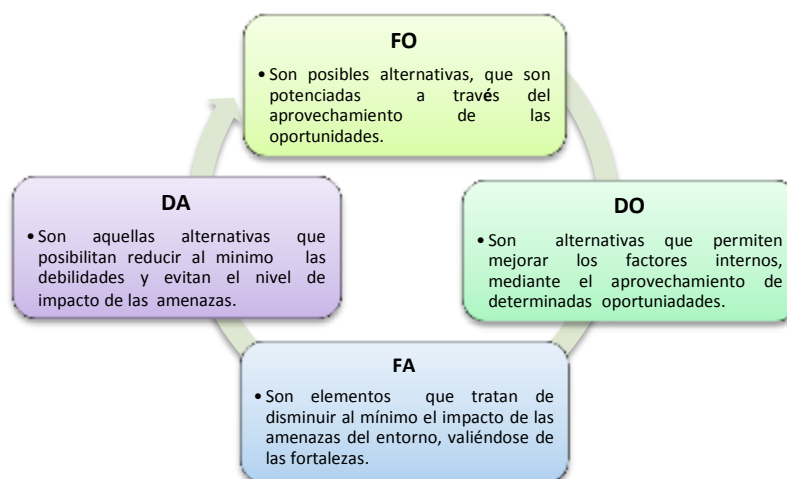 FO
• Son posibles alternativas, que son
potenciadas a través del
aprovechamiento de las
oportunidades.
DA
• Son aquellas alternativas que
posibilitan reducir al minimo las
debilidades y evitan el nivel de
impacto de las amenazas.
DO
• Son alternativas que permiten
mejorar los factores internos,
mediante el aprovechamiento de
determinadas oportuniadades.
FA
• Son elementos que tratan de
disminuir al mínimo el impacto de las
amenazas del entorno, valiéndose de
las fortalezas.